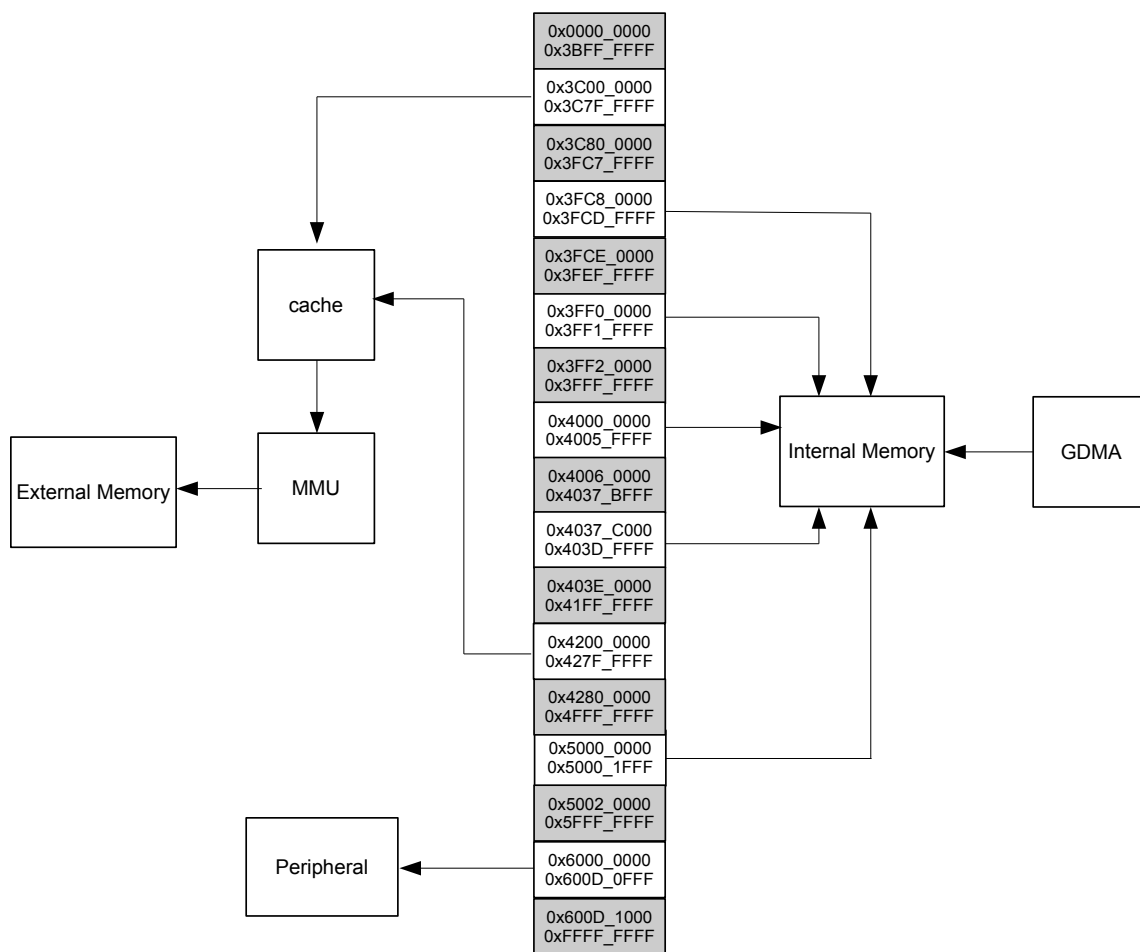 0x0000_0000
0x3BFF_FFFF
0x3C00_0000
0x3C7F_FFFF
0x3C80_0000
0x3FC7_FFFF
0x3FC8_0000
0x3FCD_FFFF
0x3FCE_0000
0x3FEF_FFFF
cache
0x3FF0_0000
0x3FF1_FFFF
0x3FF2_0000
0x3FFF_FFFF
0x4000_0000
0x4005_FFFF
Internal Memory
GDMA
External Memory
MMU
0x4006_0000
0x4037_BFFF
0x4037_C000
0x403D_FFFF
0x403E_0000
0x41FF_FFFF
0x4200_0000
0x427F_FFFF
0x4280_0000
0x4FFF_FFFF
0x5000_0000
0x5000_1FFF
0x5002_0000
0x5FFF_FFFF
Peripheral
0x6000_0000
0x600D_0FFF
0x600D_1000
0xFFFF_FFFF